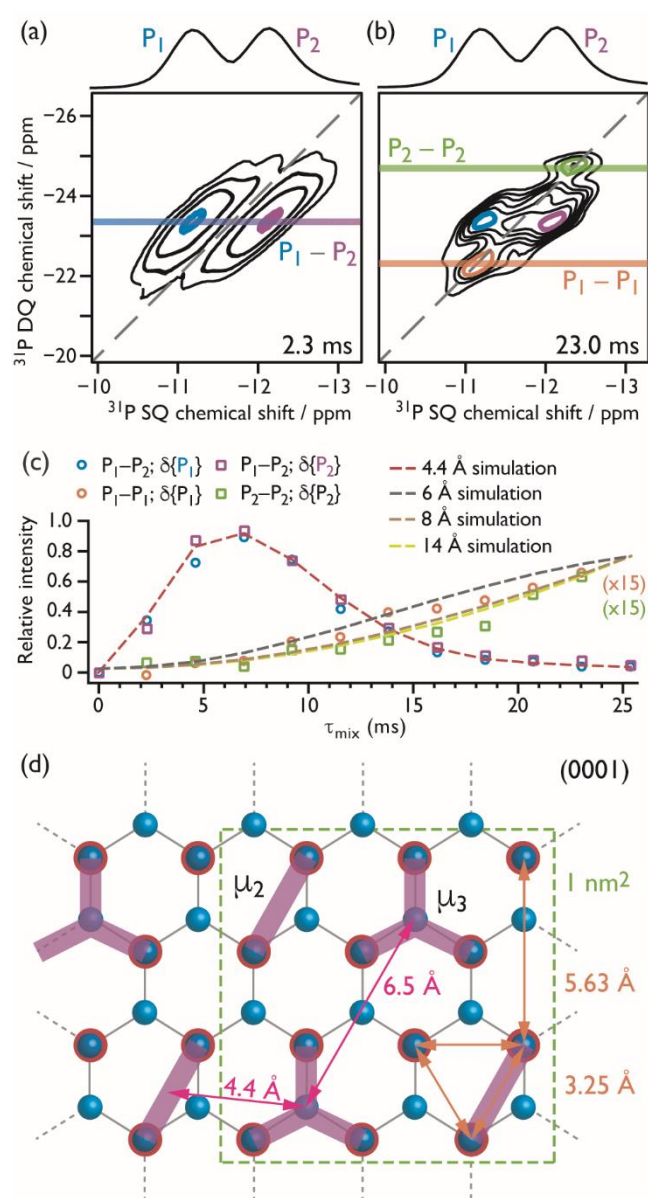 (a)
P₁
P₂
(b)
P₁
P₂
³¹P DQ chemical shift / ppm
−26
−24
−22
−20
P₁ − P₂
2.3 ms
−10
−11
−12
−13
³¹P SQ chemical shift / ppm
P₂ − P₂
P₁ − P₁
23.0 ms
−10
−11
−12
−13
³¹P SQ chemical shift / ppm
(c)
P₁−P₂; δ{P₁}
P₁−P₂; δ{P₂}
P₁−P₁; δ{P₁}
P₂−P₂; δ{P₂}
4.4 Å simulation
6 Å simulation
8 Å simulation
14 Å simulation
Relative intensity
1.0
0.8
0.6
0.4
0.2
0
(x15)
(x15)
0
5
10
15
20
25
τmix (ms)
(d)
(0001)
μ₂
μ₃
1 nm²
6.5 Å
5.63 Å
4.4 Å
3.25 Å